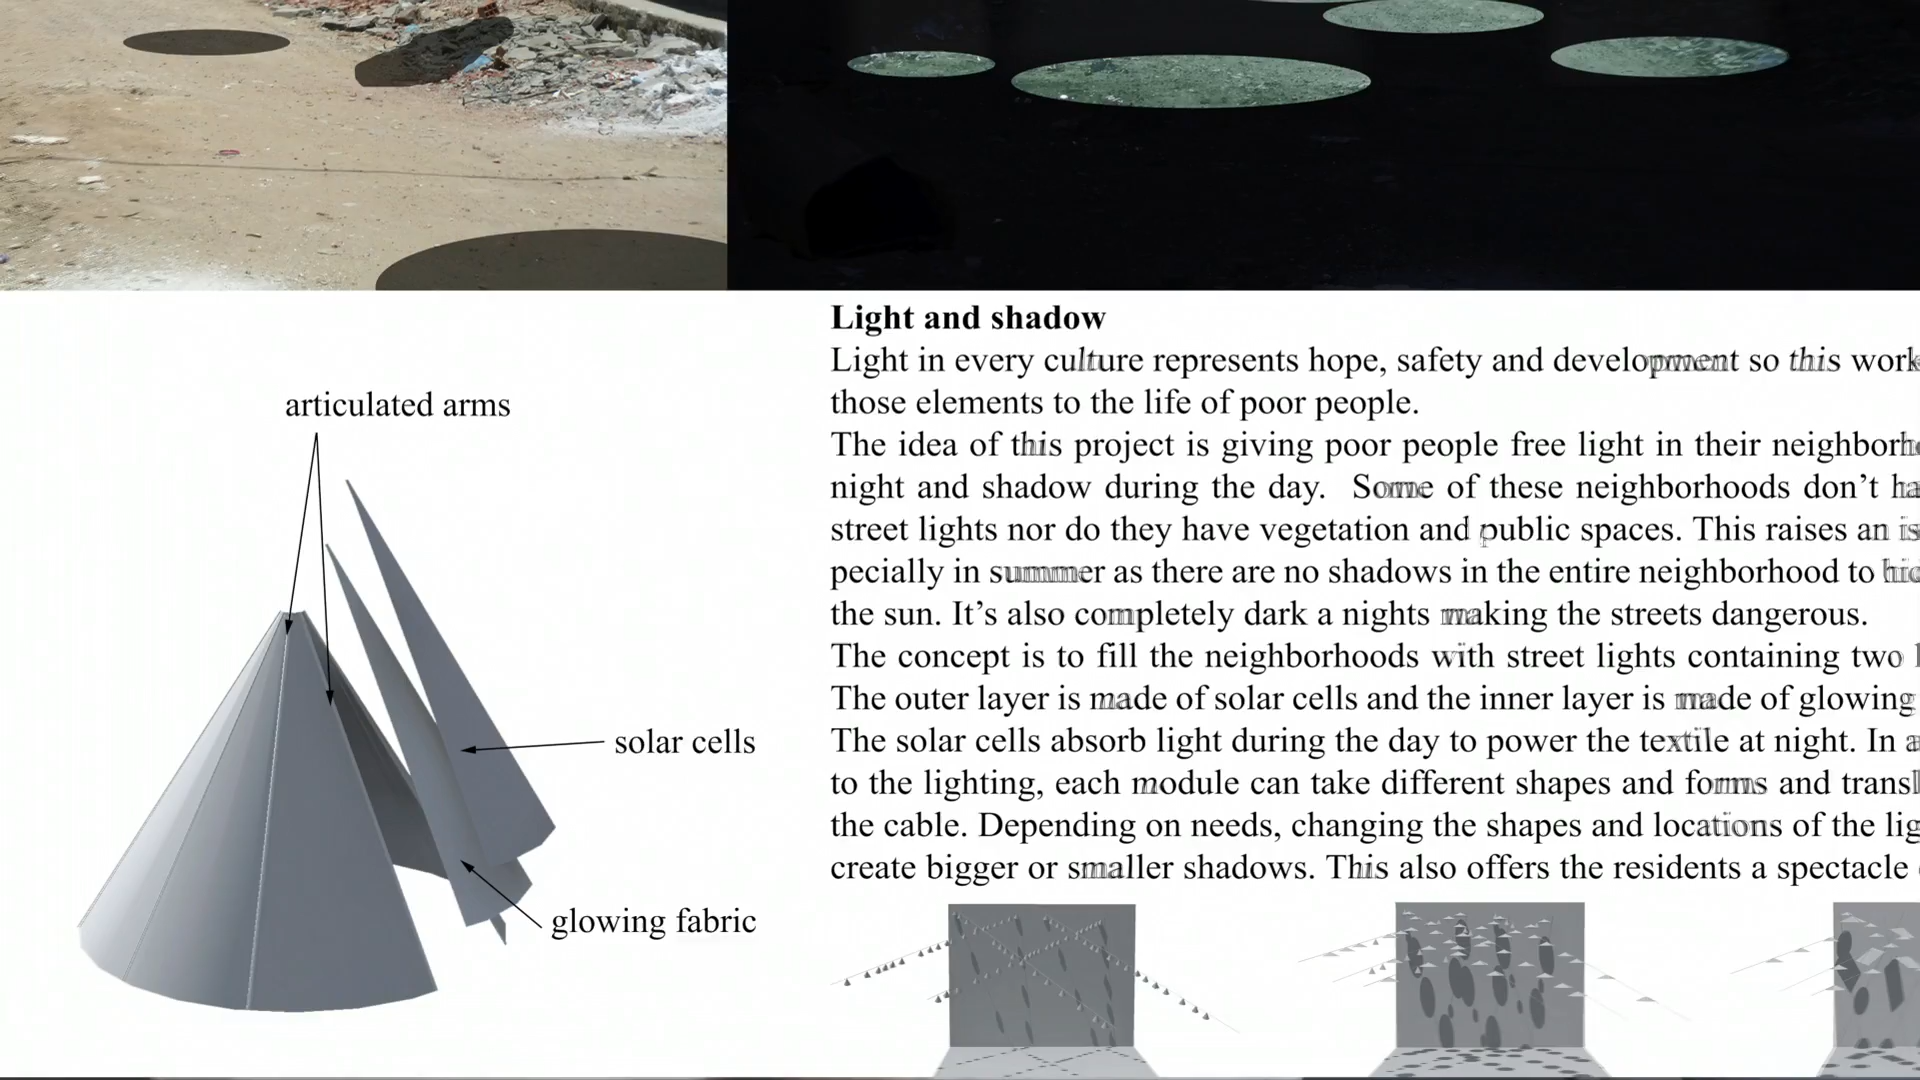 Light and shadow
Light in every culture represents hope, safety and development so this work
those elements to the life of poor people.
The idea of this project is giving poor people free light in their
night and shadow during the day. Some of these neighborhoods don't
street lights nor do they have vegetation and public spaces. This raises an
pecially in summer as there are no shadows in the entire neighborhood to
the sun. It's also completely dark a nights making the streets dangerous.
The concept is to fill the neighborhoods with street lights containing two
The outer layer is made of solar cells and the inner layer is made of glowing
The solar cells absorb light during the day to power the textile at night. In
to the lighting, each module can take different shapes and forms and
the cable. Depending on needs, changing the shapes and locations of the
create bigger or smaller shadows. This also offers the residents a spectacle
articulated arms
solar cells
glowing fabric